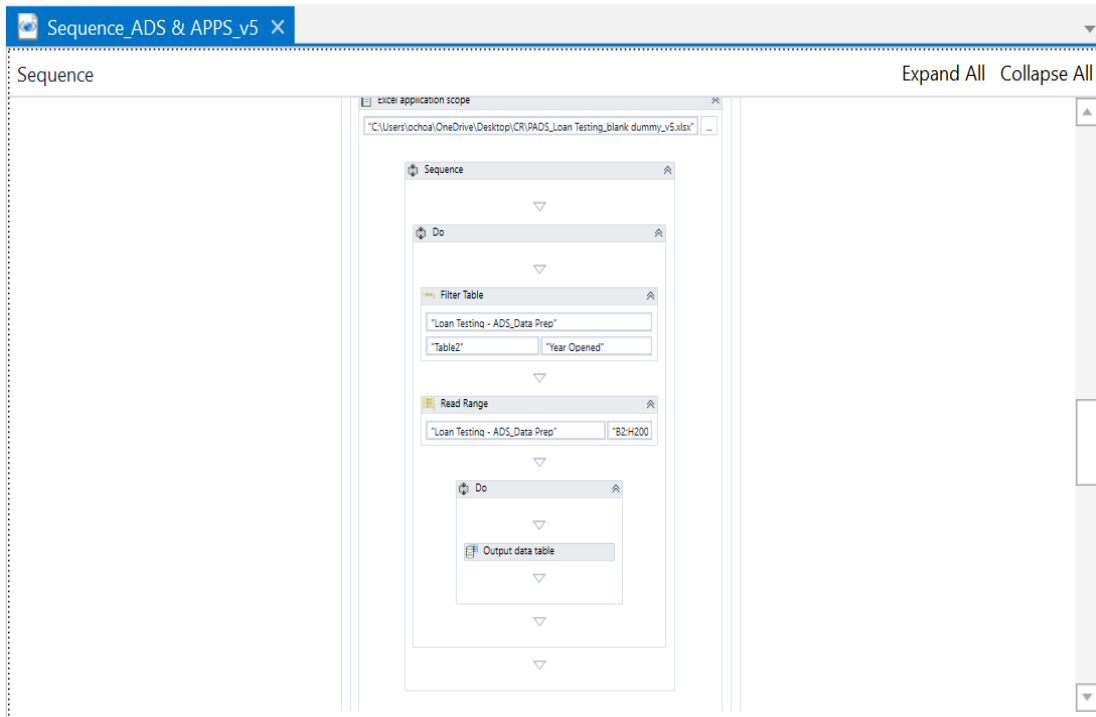 Sequence_ADS & APPS_v5
Sequence Expand All Collapse All
Excel application scope
"C:\Users\ochoa\OneDrive\Desktop\CR\PADS_Loan Testing_blank dummy_v5.xlsx" ...
Sequence
Do
Filter Table
"Loan Testing - ADS_Data Prep"
"Table2" "Year Opened"
Read Range
"Loan Testing - ADS_Data Prep" "B2:H200
Do
Output data table